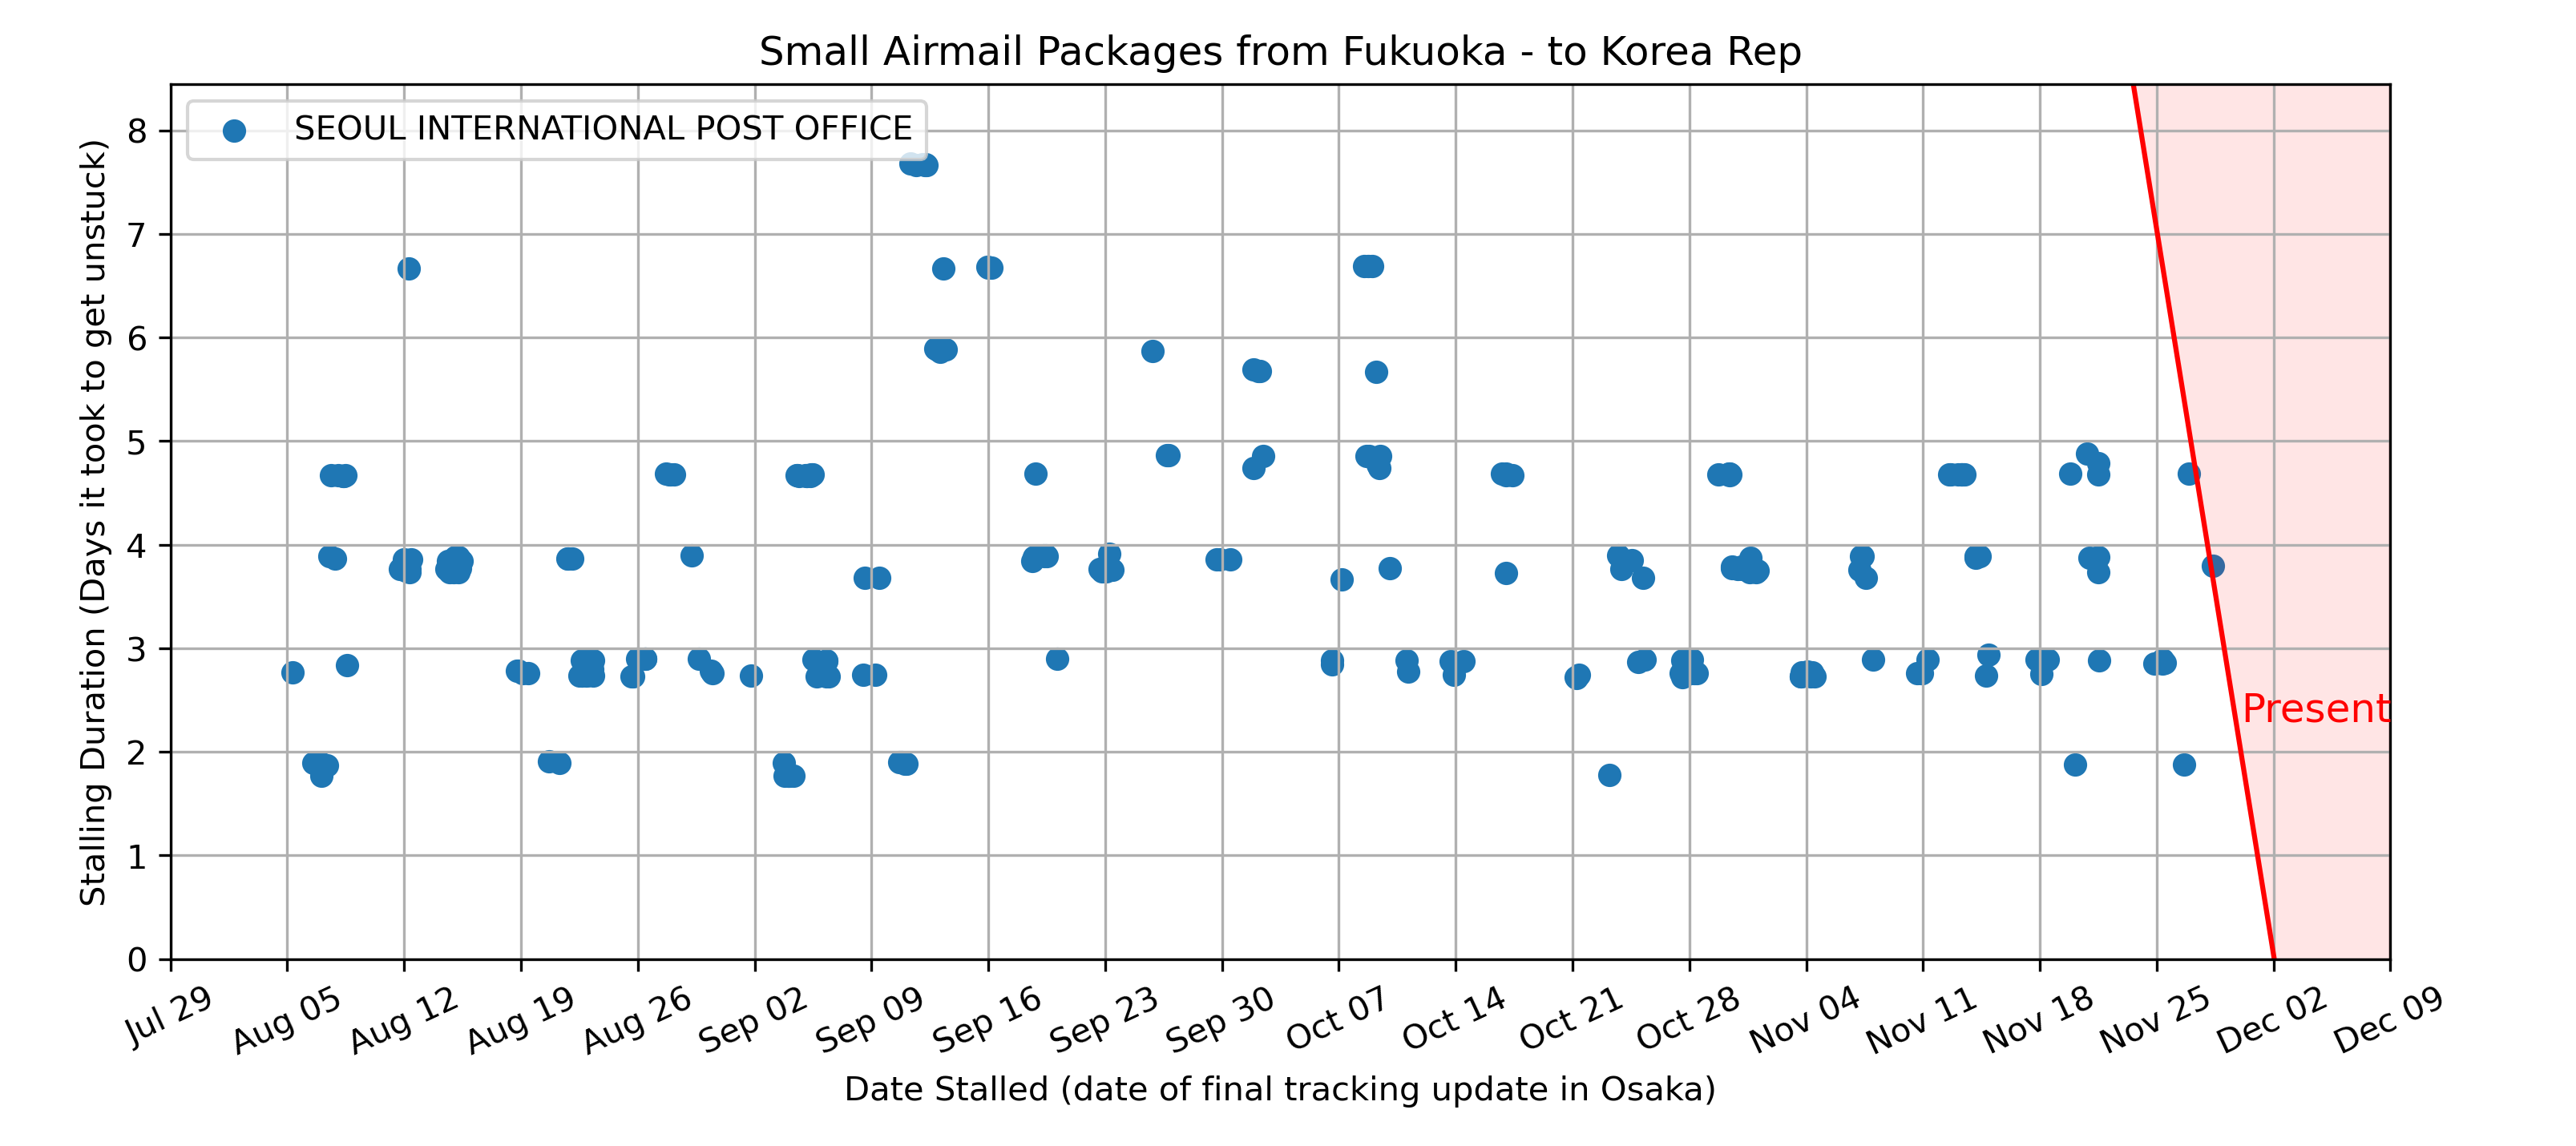 Small Airmail Packages from Fukuoka - to Korea Rep
SEOUL INTERNATIONAL POST OFFICE
Stalling Duration (Days it took to get unstuck)
8
7
6
5
4
3
2
1
0
Present
Jul 29
Aug 05
Aug 12
Aug 19
Aug 26
Sep 02
Sep 09
Sep 16
Sep 23
Sep 30
Oct 07
Oct 14
Oct 21
Oct 28
Nov 04
Nov 11
Nov 18
Nov 25
Dec 02
Dec 09
Date Stalled (date of final tracking update in Osaka)